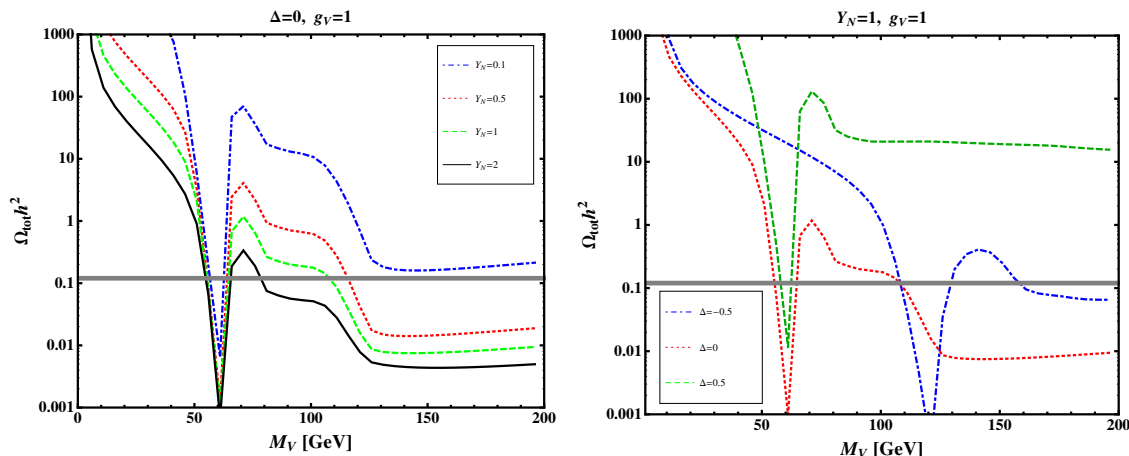 Δ=0, g_V=1
1000
100
10
1
0.1
0.01
0.001
Ω_tot h²
Y_N=0.1
Y_N=0.5
Y_N=1
Y_N=2
0 50 100 150 200
M_V [GeV]
Y_N=1, g_V=1
1000
100
10
1
0.1
0.01
0.001
Ω_tot h²
Δ=-0.5
Δ=0
Δ=0.5
50 100 150 200
M_V [GeV]